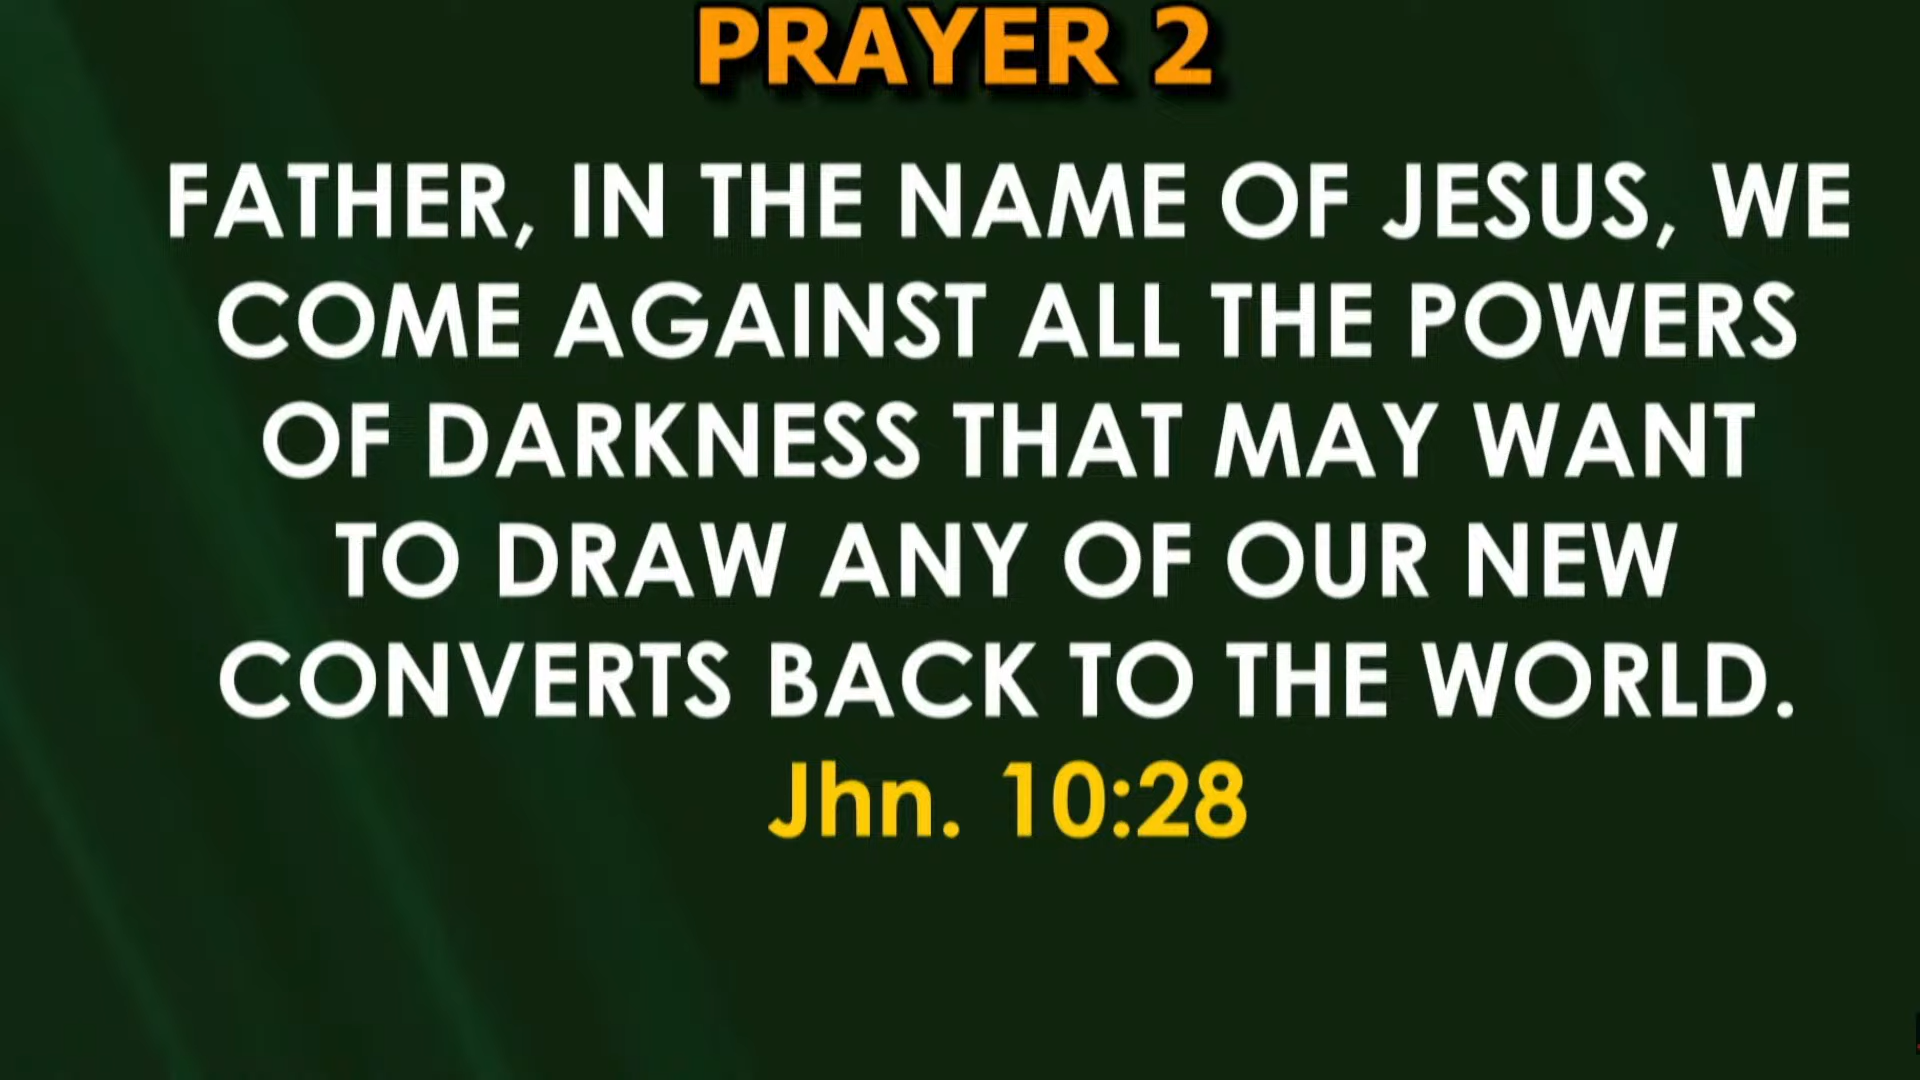 PRAYER 2
FATHER, IN THE NAME OF JESUS, WE
COME AGAINST ALL THE POWERS
OF DARKNESS THAT MAY WANT
TO DRAW ANY OF OUR NEW
CONVERTS BACK TO THE WORLD.
Jhn. 10:28